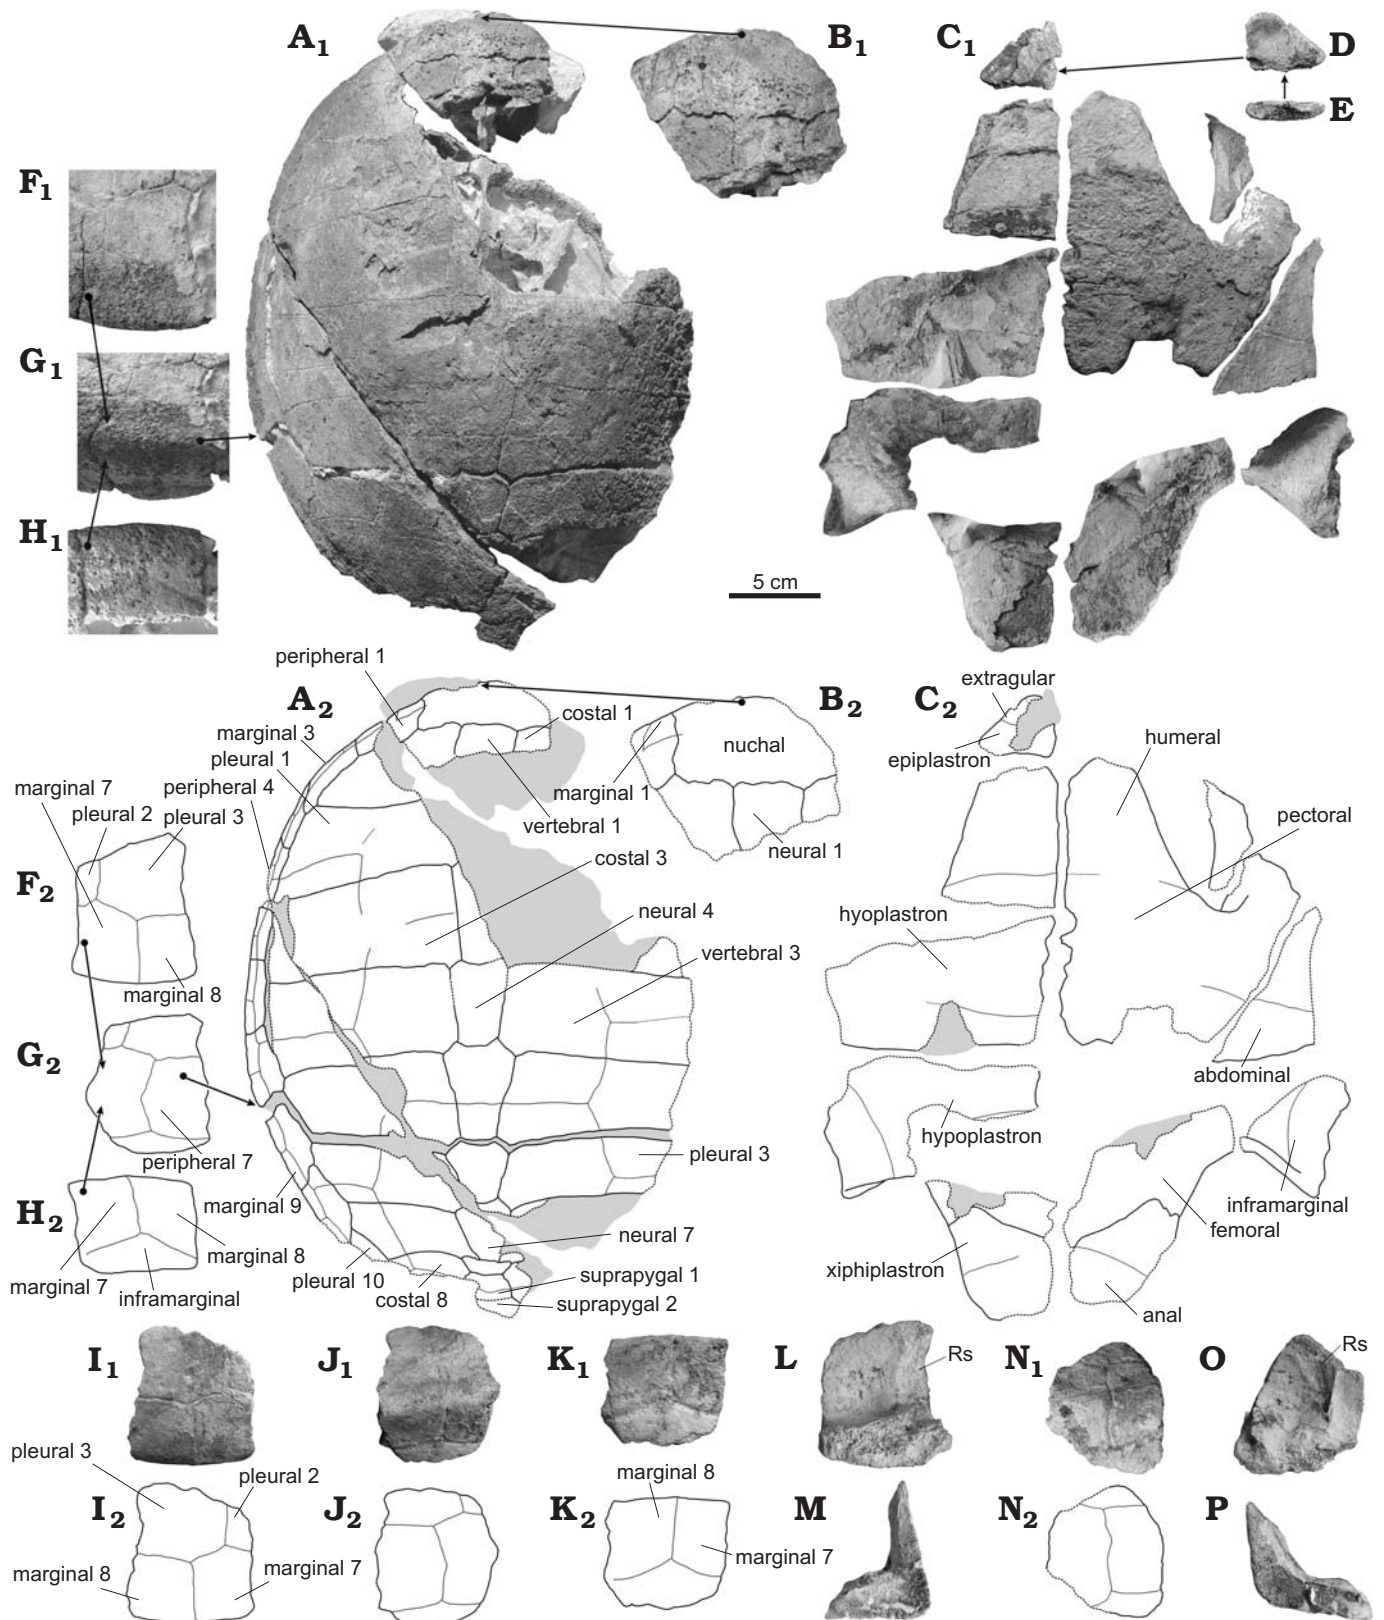 A1
B1
C1
D
E
F1
G1
H1
5 cm
A2
B2
C2
peripheral 1
costal 1
marginal 3
pleural 1
peripheral 4
marginal 7
pleural 2
pleural 3
vertebral 1
nuchal
marginal 1
neural 1
extragular
epiplastron
humeral
pectoral
costal 3
neural 4
vertebral 3
F2
marginal 8
hyoplastron
G2
peripheral 7
abdominal
hypoplastron
pleural 3
H2
marginal 9
marginal 8
marginal 7
inframarginal
neural 7
pleural 10
costal 8
suprapygal 1
suprapygal 2
inframarginal
femoral
xiphiplastron
anal
I1
J1
K1
L
Rs
N1
O
Rs
pleural 3
pleural 2
I2
marginal 8
marginal 7
J2
K2
marginal 8
marginal 7
M
N2
P